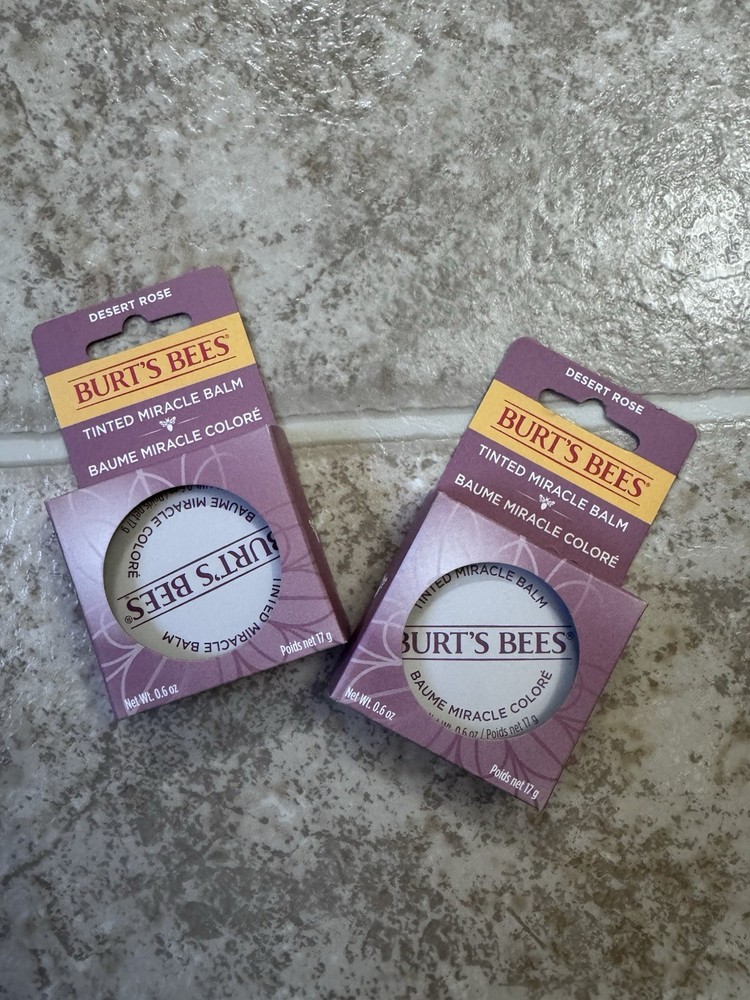 DESERT ROSE
BURT'S BEES®
TINTED MIRACLE BALM
BAUME MIRACLE COLORÉ
BAUME MIRACLE COLORÉ
BURT'S BEES®
TINTED MIRACLE BALM
Net Wt. 0.6 oz
Poids net 17 g
DESERT ROSE
BURT'S BEES®
TINTED MIRACLE BALM
BAUME MIRACLE COLORÉ
TINTED MIRACLE BALM
BURT'S BEES®
BAUME MIRACLE COLORÉ
0.6 oz / Poids net 17 g
Net Wt. 0.6 oz
Poids net 17 g